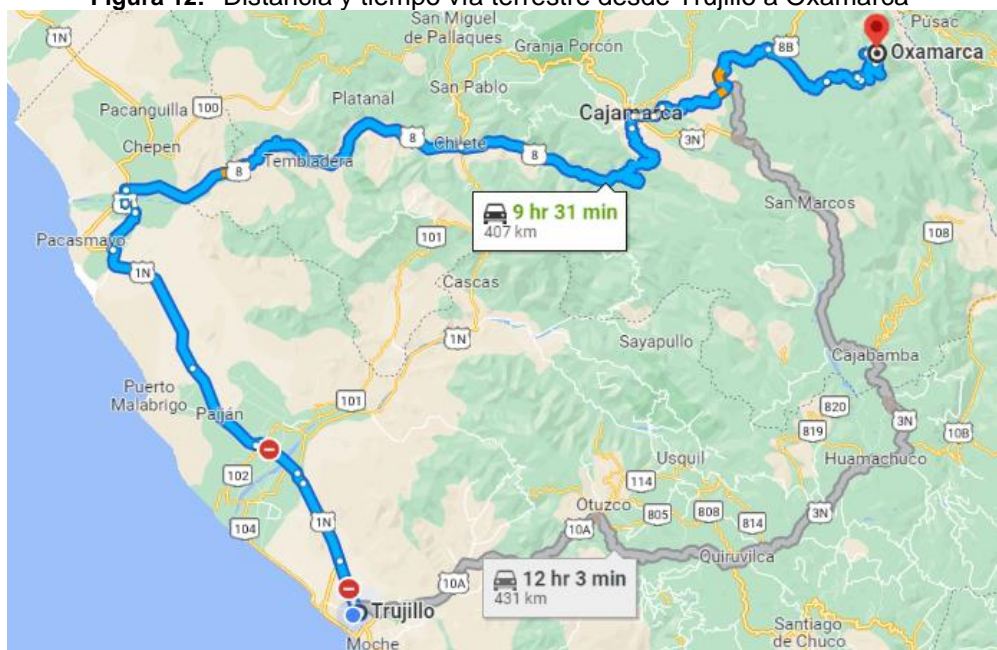 Figura 12. Distancia y tiempo vía terrestre desde Trujillo a Oxamarca
1N
San Miguel
de Pallaques
Granja Porcón
8B
Pusac
Oxamarca
Pacanguilla
100
Platanal
San Pablo
Cajamarca
Chepen
8
Chilete
8
3N
8
Tembladera
9 hr 31 min
407 km
San Marcos
Pacasmayo
101
108
1N
Cascas
1N
Sayapullo
Cajabamba
Puerto
Malabrigo
Paiján
101
820
819
3N
10B
102
Usquil
Huamachuco
114
104
1N
Otuzco
805
808
814
3N
10A
Quiruvilca
10A
12 hr 3 min
431 km
Trujillo
Moche
Santiago
de Chuco